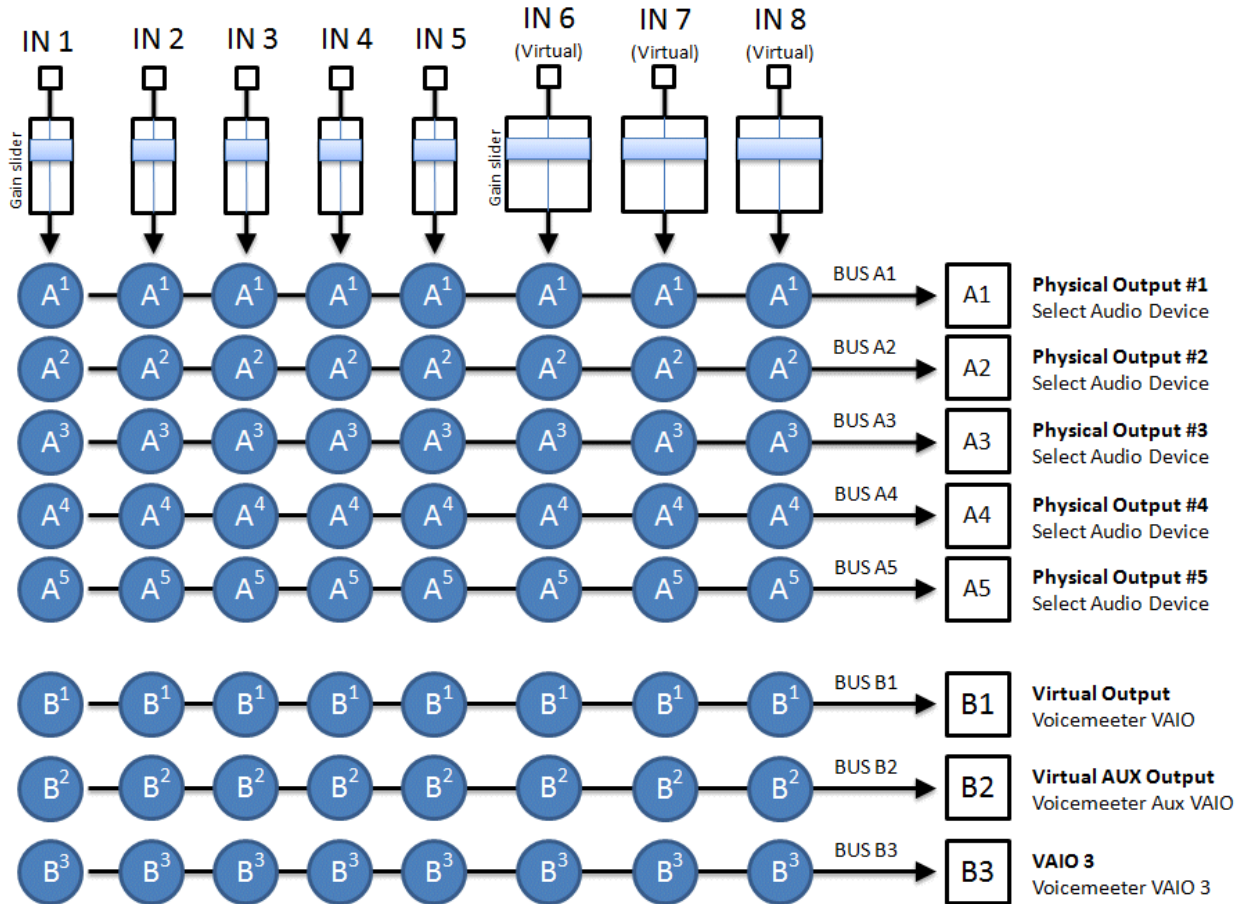 IN 1
IN 2
IN 3
IN 4
IN 5
IN 6
(Virtual)
IN 7
(Virtual)
IN 8
(Virtual)
Gain slider
Gain slider
A1 A1 A1 A1 A1 A1 A1 A1
BUS A1
A1
Physical Output #1
Select Audio Device
A2 A2 A2 A2 A2 A2 A2 A2
BUS A2
A2
Physical Output #2
Select Audio Device
A3 A3 A3 A3 A3 A3 A3 A3
BUS A3
A3
Physical Output #3
Select Audio Device
A4 A4 A4 A4 A4 A4 A4 A4
BUS A4
A4
Physical Output #4
Select Audio Device
A5 A5 A5 A5 A5 A5 A5 A5
BUS A5
A5
Physical Output #5
Select Audio Device
B1 B1 B1 B1 B1 B1 B1 B1
BUS B1
B1
Virtual Output
Voicemeeter VAIO
B2 B2 B2 B2 B2 B2 B2 B2
BUS B2
B2
Virtual AUX Output
Voicemeeter Aux VAIO
B3 B3 B3 B3 B3 B3 B3 B3
BUS B3
B3
VAIO 3
Voicemeeter VAIO 3